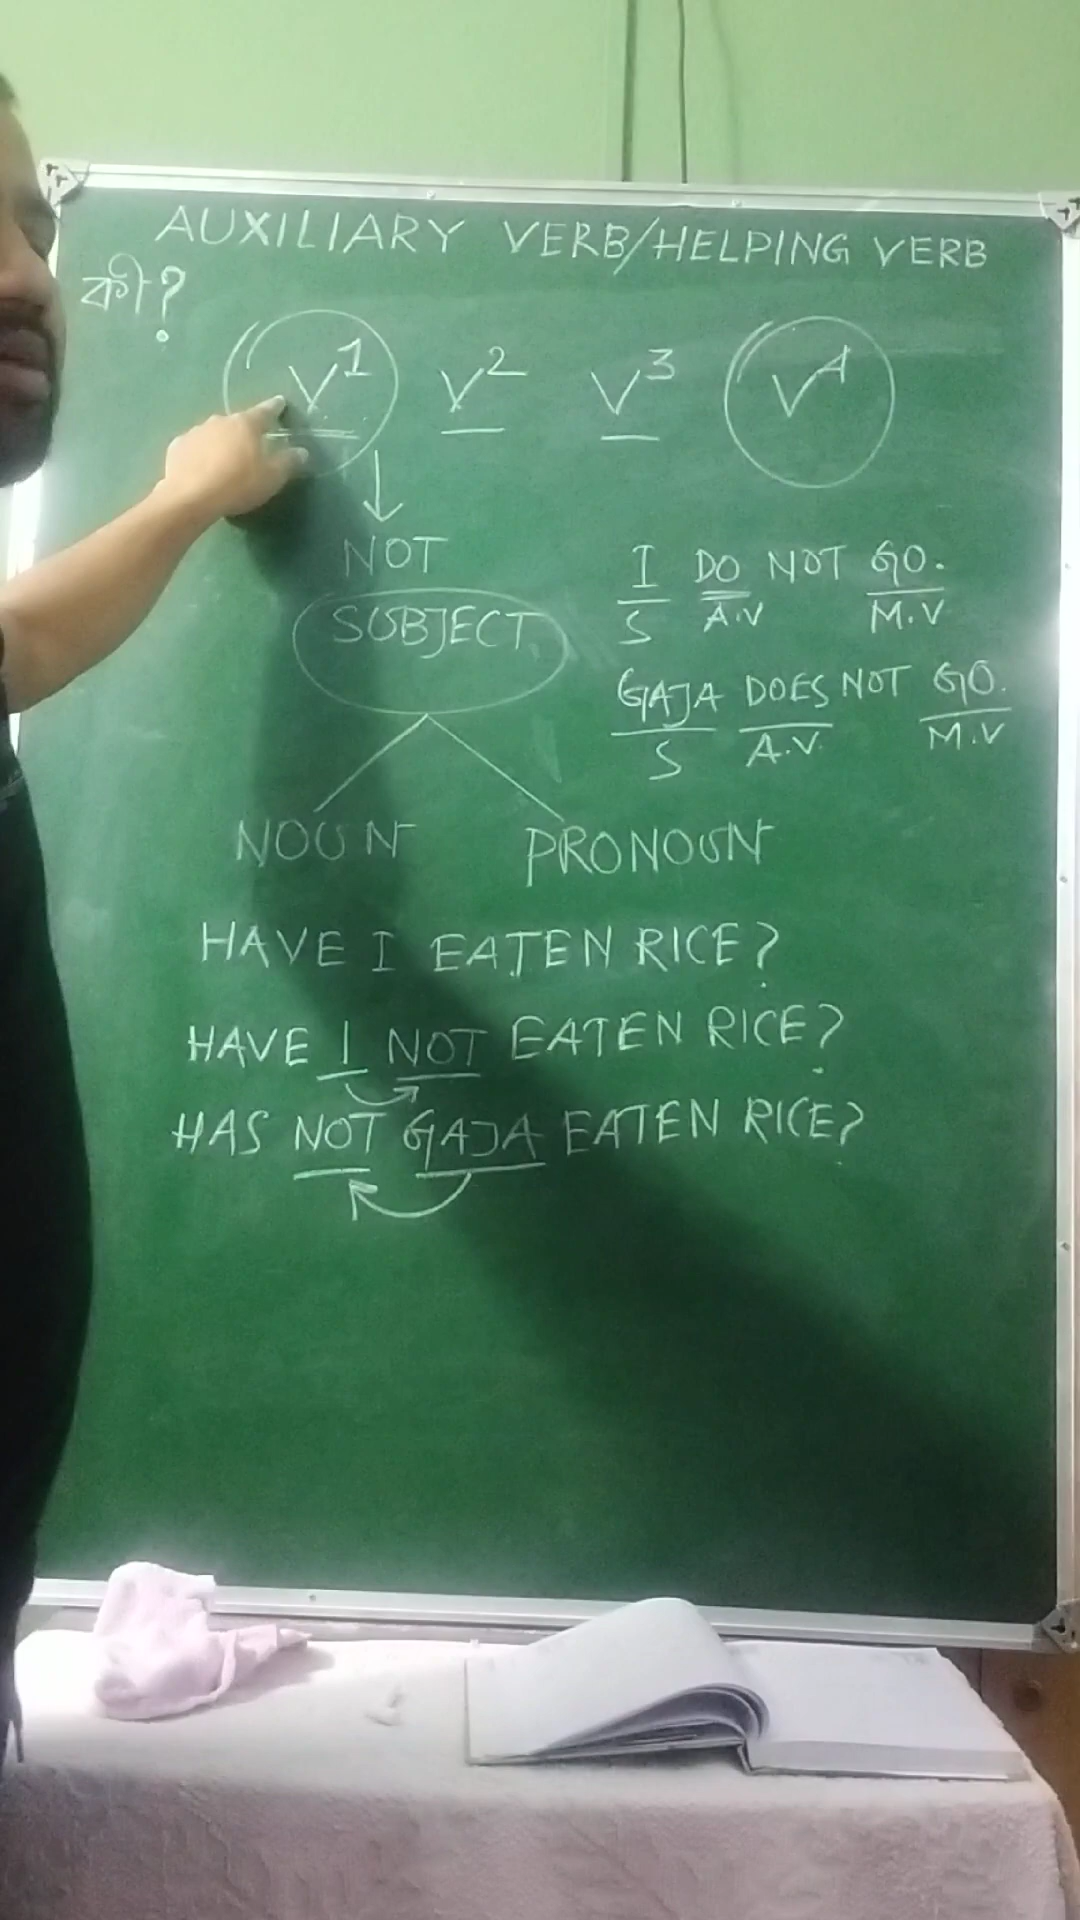 AUXILIARY VERB/HELPING VERB
কী?
V¹ V² V³ V⁴
NOT
SUBJECT
NOUN PRONOUN
I DO NOT GO.
S A.V M.V
GAJA DOES NOT GO.
S A.V. M.V
HAVE I EATEN RICE?
HAVE I NOT EATEN RICE?
HAS NOT GAJA EATEN RICE?